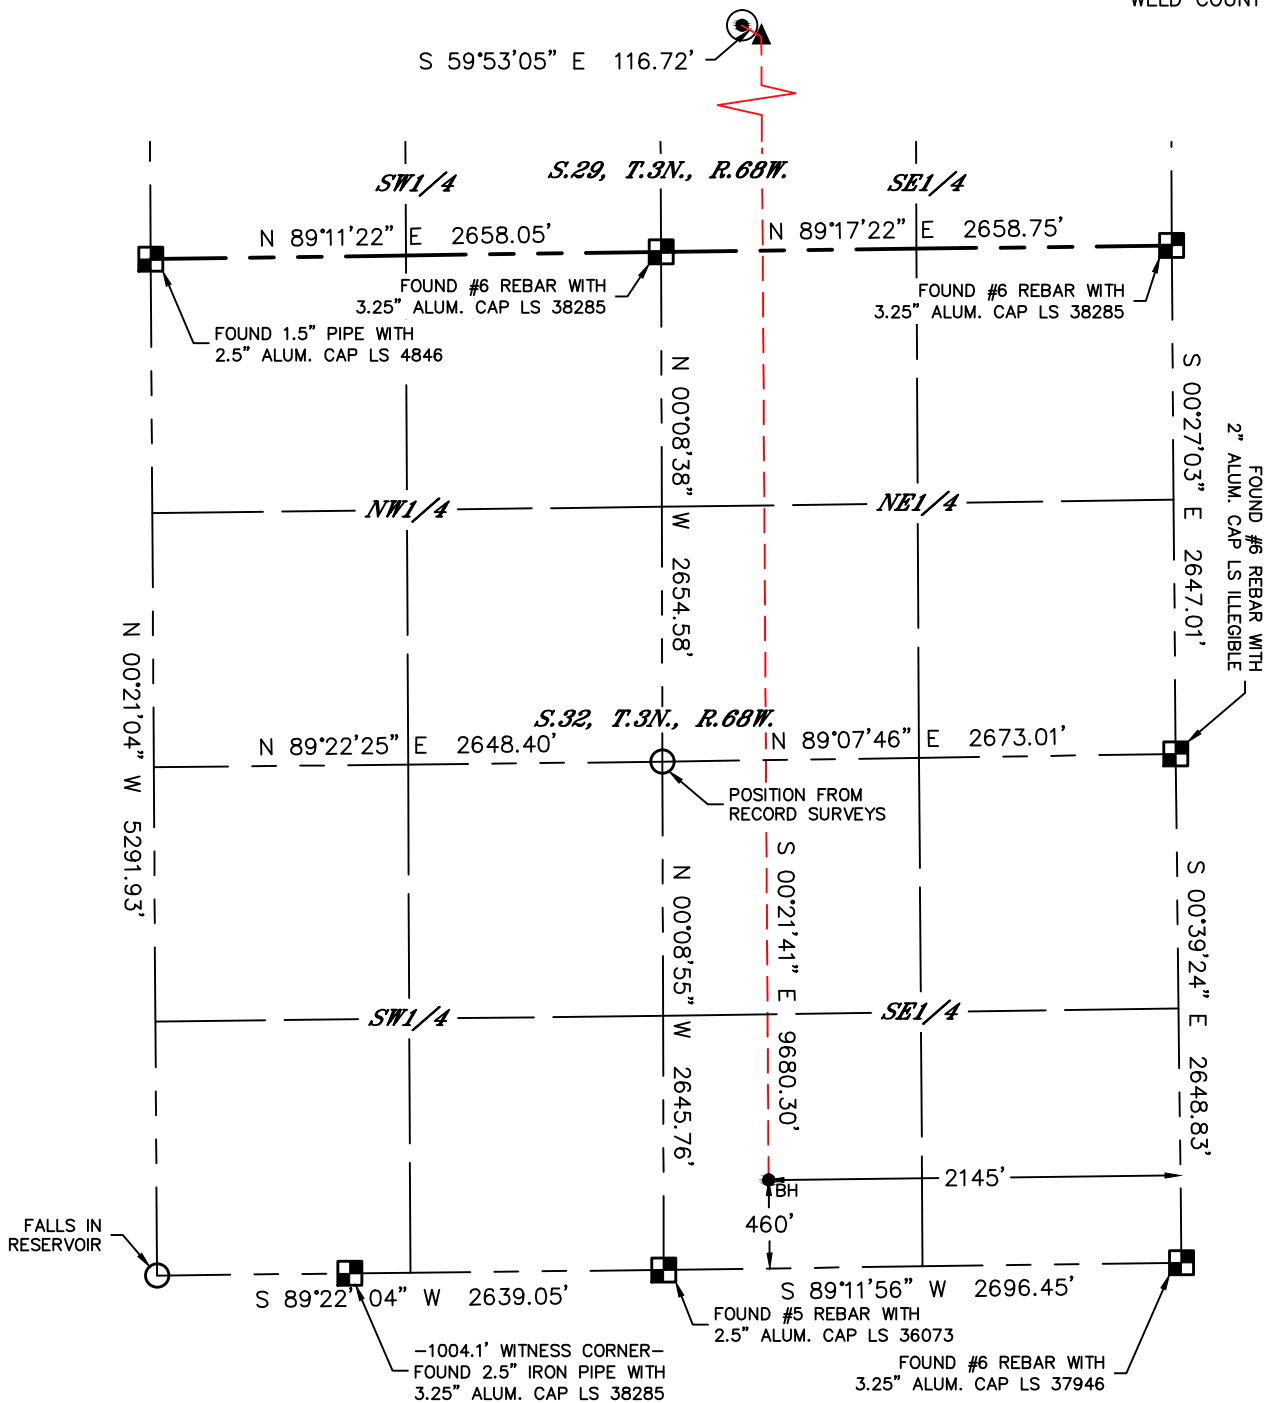 S 59°53'05" E 116.72'
S.29, T.3N., R.68W.
SW1/4
SE1/4
N 89°11'22" E 2658.05'
N 89°17'22" E 2658.75'
FOUND #6 REBAR WITH
3.25" ALUM. CAP LS 38285
FOUND #6 REBAR WITH
3.25" ALUM. CAP LS 38285
FOUND 1.5" PIPE WITH
2.5" ALUM. CAP LS 4846
N 00°08'38" W 2654.58'
S 00°27'03" E 2647.01'
FOUND #6 REBAR WITH
2" ALUM. CAP LS ILLEGIBLE
NW1/4
NE1/4
N 00°21'04" W 5291.93'
S.32, T.3N., R.68W.
N 89°22'25" E 2648.40'
N 89°07'46" E 2673.01'
POSITION FROM
RECORD SURVEYS
N 00°08'55" W 2645.76'
S 00°21'41" E 9680.30'
S 00°39'24" E 2648.83'
SW1/4
SE1/4
BH
2145'
460'
FALLS IN
RESERVOIR
S 89°22'04" W 2639.05'
S 89°11'56" W 2696.45'
FOUND #5 REBAR WITH
2.5" ALUM. CAP LS 36073
-1004.1' WITNESS CORNER-
FOUND 2.5" IRON PIPE WITH
3.25" ALUM. CAP LS 38285
FOUND #6 REBAR WITH
3.25" ALUM. CAP LS 37946